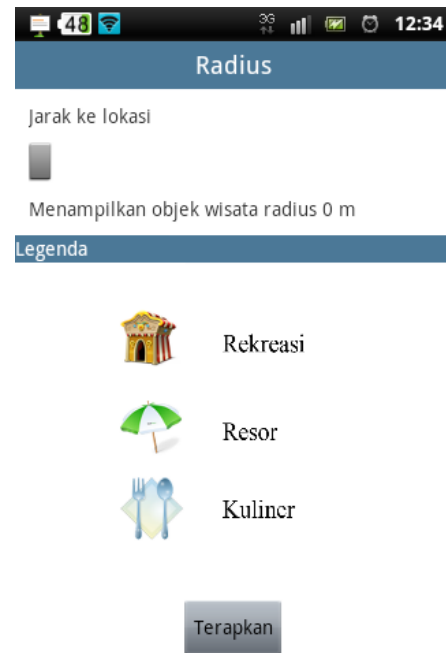 48 3G 12:34
Radius
Jarak ke lokasi
Menampilkan objek wisata radius 0 m
Legenda
Rekreasi
Resor
Kuliner
Terapkan